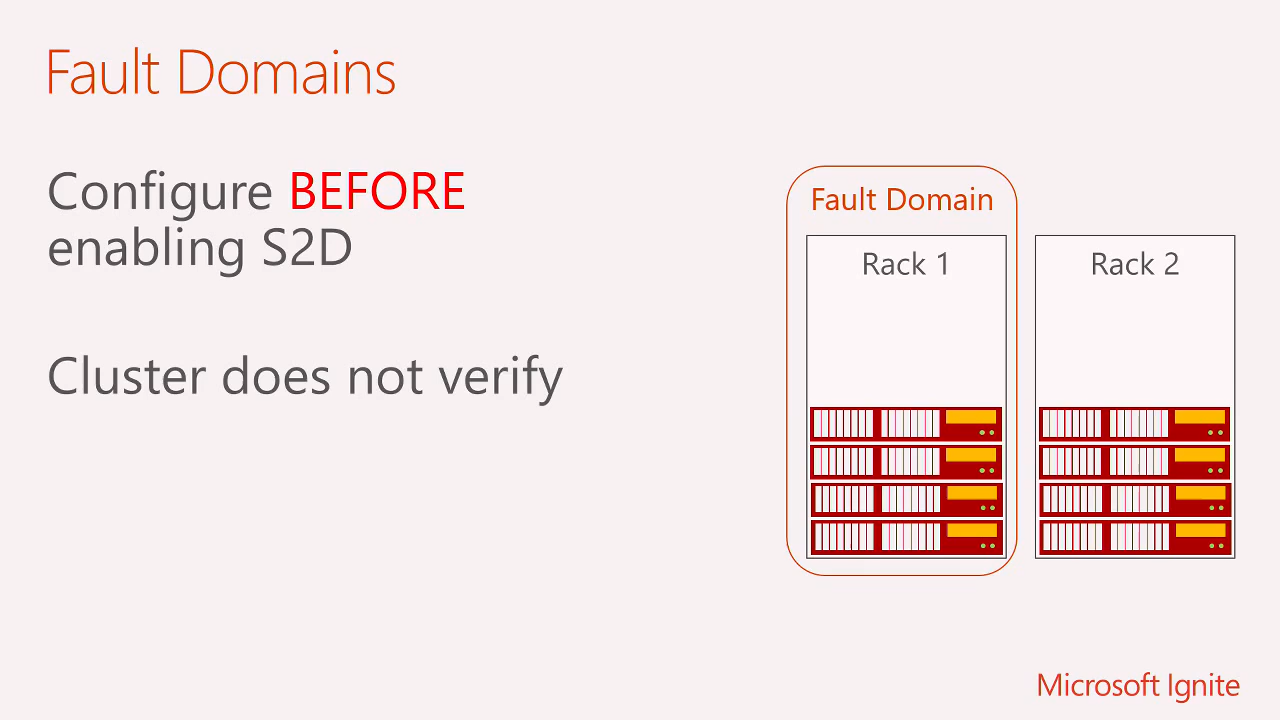 Fault Domains
Configure BEFORE
enabling S2D
Cluster does not verify
Fault Domain
Rack 1
Rack 2
Microsoft Ignite